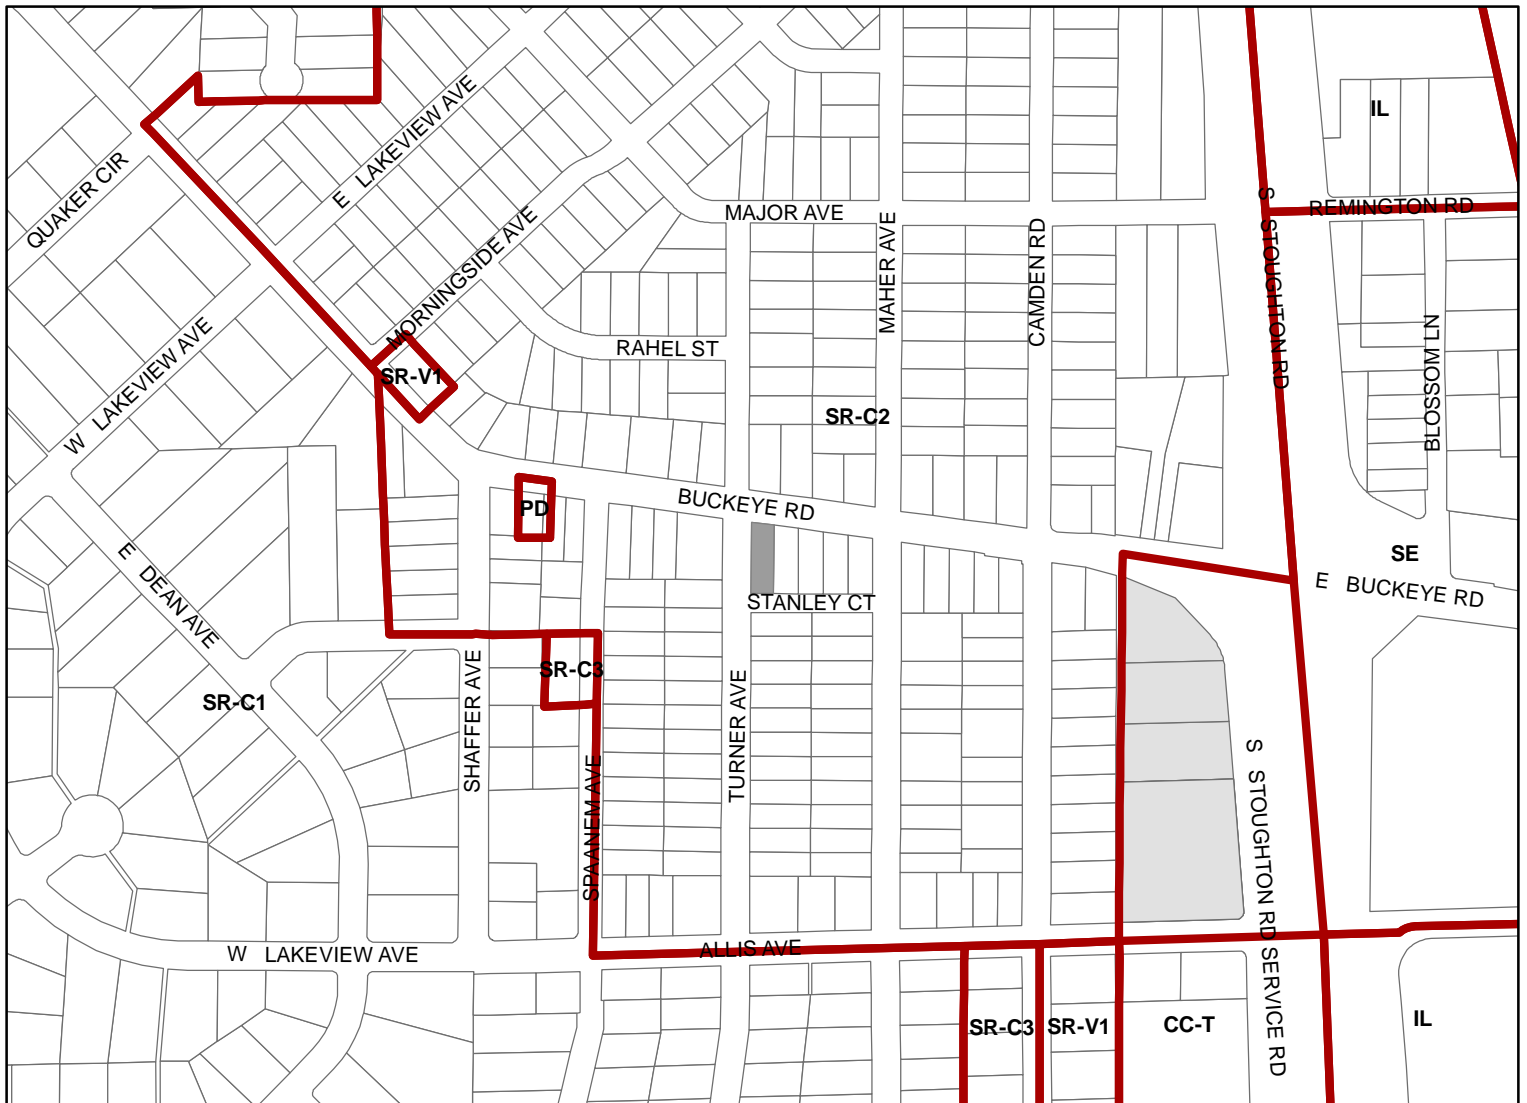 IL
QUAKER CIR
E LAKEVIEW AVE
MORNINGSIDE AVE
MAJOR AVE
MAHER AVE
CAMDEN RD
S STOUGHTON RD
REMINGTON RD
W LAKEVIEW AVE
RAHEL ST
SR-V1
SR-C2
BLOSSOM LN
PD
BUCKEYE RD
SE
E BUCKEYE RD
E DEAN AVE
STANLEY CT
SR-C3
SR-C1
SHAFFER AVE
SPAANEM AVE
TURNER AVE
S STOUGHTON RD SERVICE RD
W LAKEVIEW AVE
ALLIS AVE
SR-C3
SR-V1
CC-T
IL